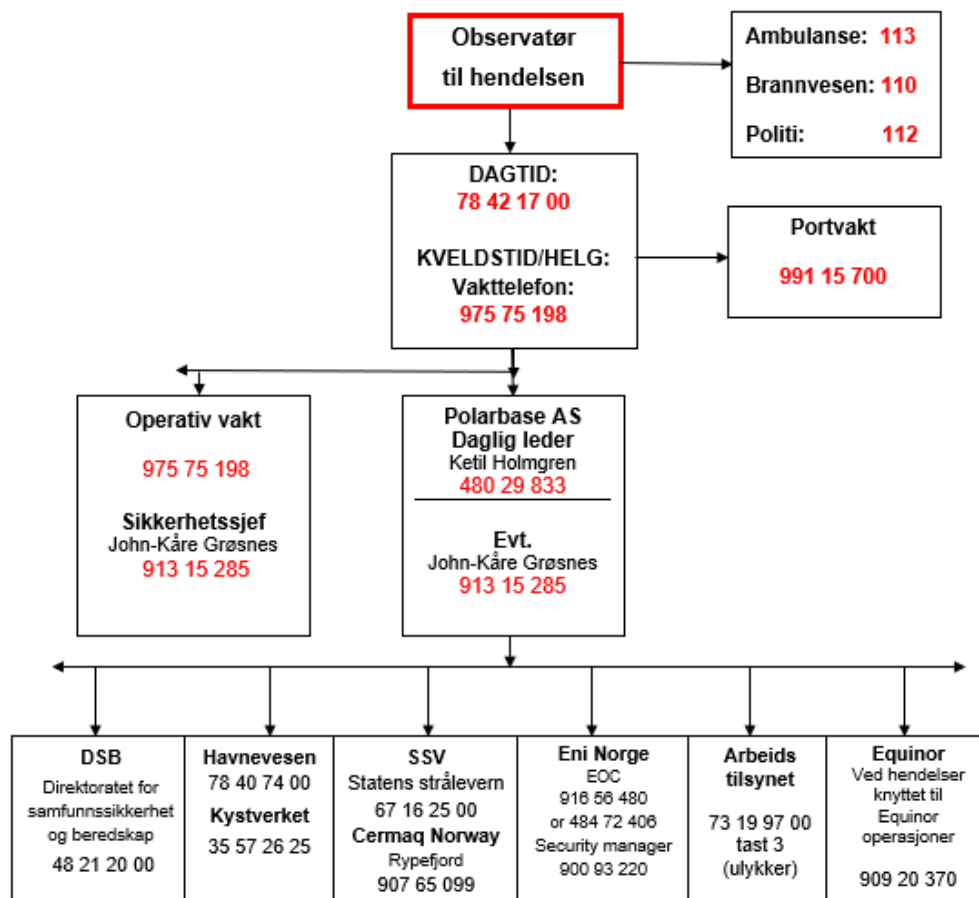 Observatør
til hendelsen
Ambulanse: 113
Brannvesen: 110
Politi: 112
DAGTID:
78 42 17 00
KVELDSTID/HELG:
Vakttelefon:
975 75 198
Portvakt
991 15 700
Operativ vakt
975 75 198
Sikkerhetssjef
John-Kåre Grøsnes
913 15 285
Polarbase AS
Daglig leder
Ketil Holmgren
480 29 833
Evt.
John-Kåre Grøsnes
913 15 285
DSB
Direktoratet for
samfunnssikkerhet
og beredskap
48 21 20 00
Havnevesen
78 40 74 00
Kystverket
35 57 26 25
SSV
Statens strålevern
67 16 25 00
Cermaq Norway
Rypefjord
907 65 099
Eni Norge
EOC
916 56 480
or 484 72 406
Security manager
900 93 220
Arbeids
tilsynet
73 19 97 00
tast 3
(ulykker)
Equinor
Ved hendelser
knyttet til
Equinor
operasjoner
909 20 370